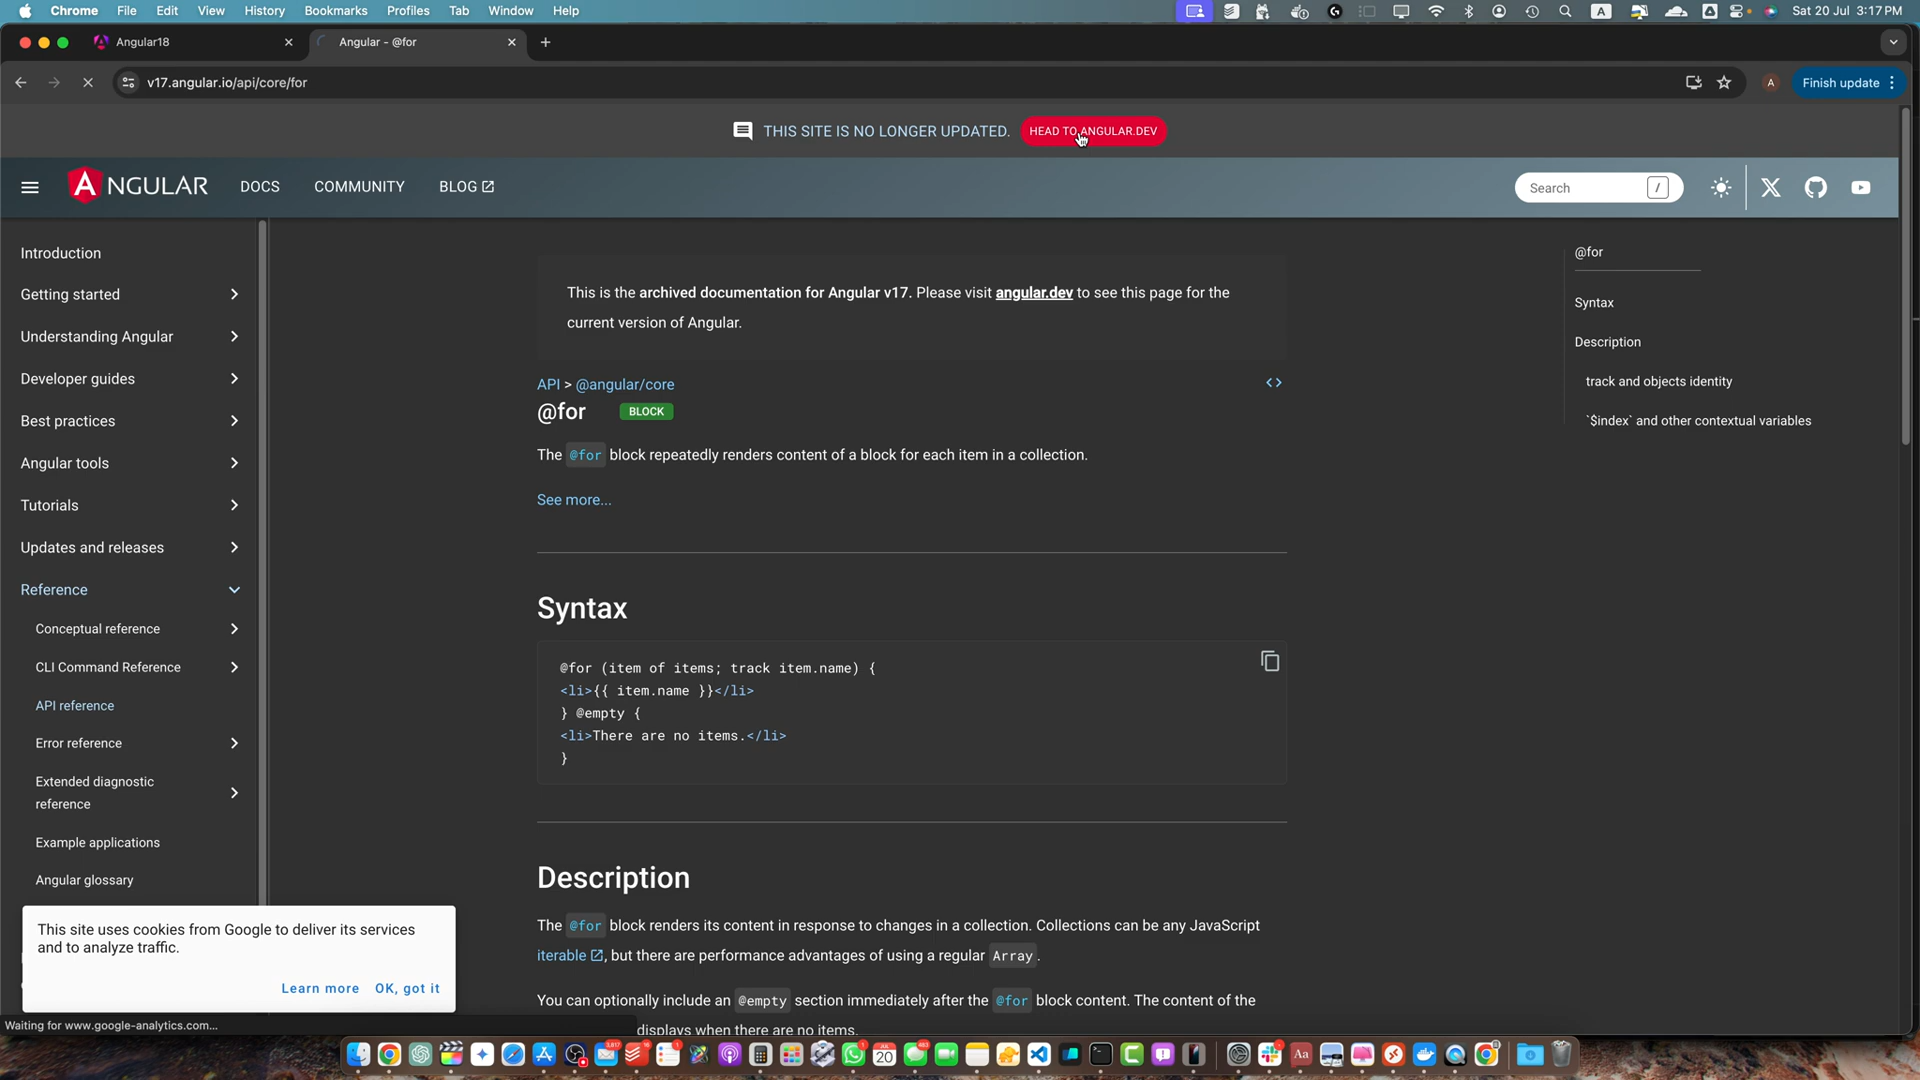 Chrome File Edit View History Bookmarks Profiles Tab Window Help
A
Sat 20 Jul 3:17 PM
Angular18
Angular - @for
v17.angular.io/api/core/for
A
Finish update
THIS SITE IS NO LONGER UPDATED. HEAD TO ANGULAR.DEV
ANGULAR DOCS COMMUNITY BLOG
Search /
Introduction
Getting started
Understanding Angular
Developer guides
Best practices
Angular tools
Tutorials
Updates and releases
Reference
Conceptual reference
CLI Command Reference
API reference
Error reference
Extended diagnostic
reference
Example applications
Angular glossary
This is the archived documentation for Angular v17. Please visit angular.dev to see this page for the
current version of Angular.
API > @angular/core
<>
@for BLOCK
The @for block repeatedly renders content of a block for each item in a collection.
See more...
Syntax
@for (item of items; track item.name) {
<li>{{ item.name }}</li>
} @empty {
<li>There are no items.</li>
}
Description
The @for block renders its content in response to changes in a collection. Collections can be any JavaScript
iterable, but there are performance advantages of using a regular Array.
You can optionally include an @empty section immediately after the @for block content. The content of the
displays when there are no items.
@for
Syntax
Description
track and objects identity
`$index` and other contextual variables
This site uses cookies from Google to deliver its services
and to analyze traffic.
Learn more OK, got it
Waiting for www.google-analytics.com...